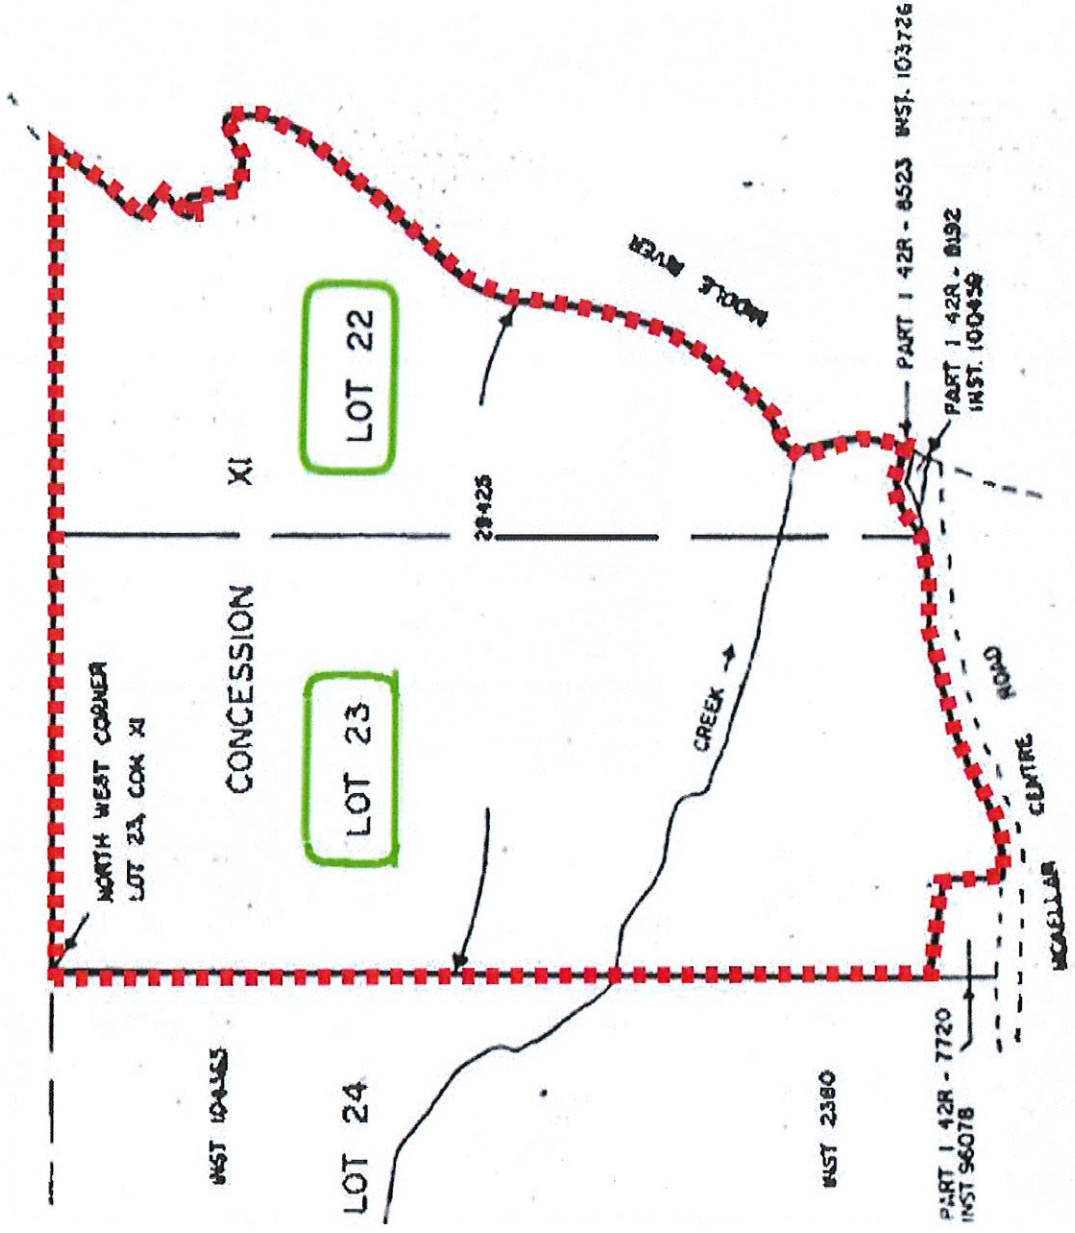 NORTH WEST CORNER
LOT 23, CON XI
CONCESSION XI
LOT 22
LOT 23
LOT 24
MIDDLE RIVER
CREEK
PART 1 42R - 8523 INST. 103726
PART 1 42R - 8192
INST. 100459
MCKELLAR CENTRE ROAD
INST 2380
PART 1 42R - 7720
INST 96078